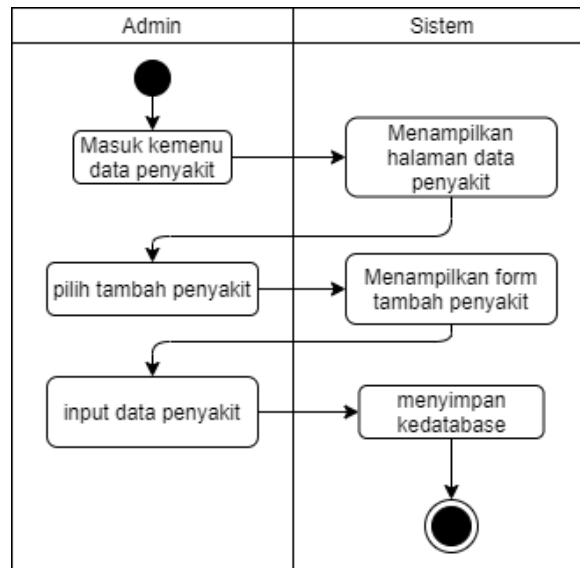 Admin
Sistem
Masuk kemenu
data penyakit
Menampilkan
halaman data
penyakit
pilih tambah penyakit
Menampilkan form
tambah penyakit
input data penyakit
menyimpan
kedatabase